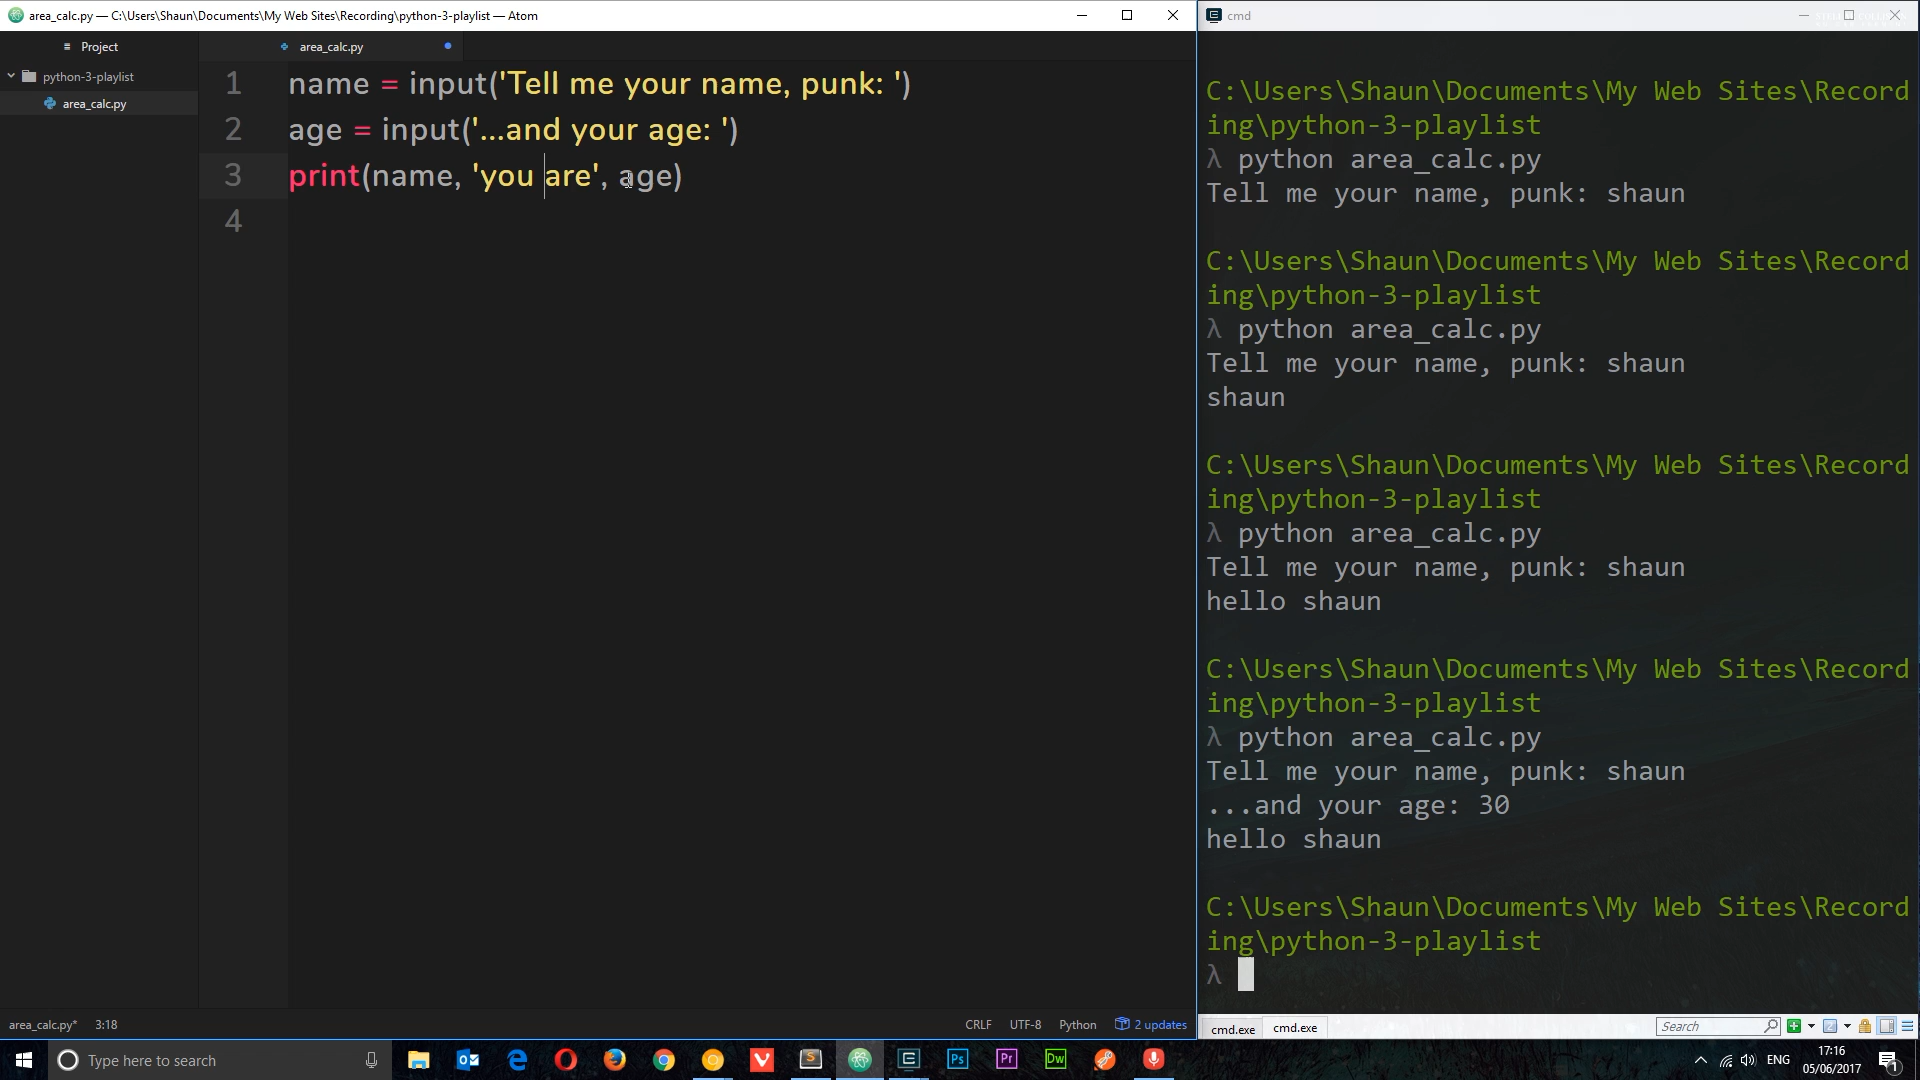 area_calc.py — C:\Users\Shaun\Documents\My Web Sites\Recording\python-3-playlist — Atom
Project
python-3-playlist
area_calc.py
area_calc.py
1 name = input('Tell me your name, punk: ')
2 age = input('...and your age: ')
3 print(name, 'you are', age)
4
area_calc.py* 3:18
CRLF UTF-8 Python 2 updates
cmd
C:\Users\Shaun\Documents\My Web Sites\Record
ing\python-3-playlist
λ python area_calc.py
Tell me your name, punk: shaun
C:\Users\Shaun\Documents\My Web Sites\Record
ing\python-3-playlist
λ python area_calc.py
Tell me your name, punk: shaun
shaun
C:\Users\Shaun\Documents\My Web Sites\Record
ing\python-3-playlist
λ python area_calc.py
Tell me your name, punk: shaun
hello shaun
C:\Users\Shaun\Documents\My Web Sites\Record
ing\python-3-playlist
λ python area_calc.py
Tell me your name, punk: shaun
...and your age: 30
hello shaun
C:\Users\Shaun\Documents\My Web Sites\Record
ing\python-3-playlist
λ
cmd.exe cmd.exe
Search
Type here to search
Ps Pr Dw
ENG
17:16
05/06/2017
1